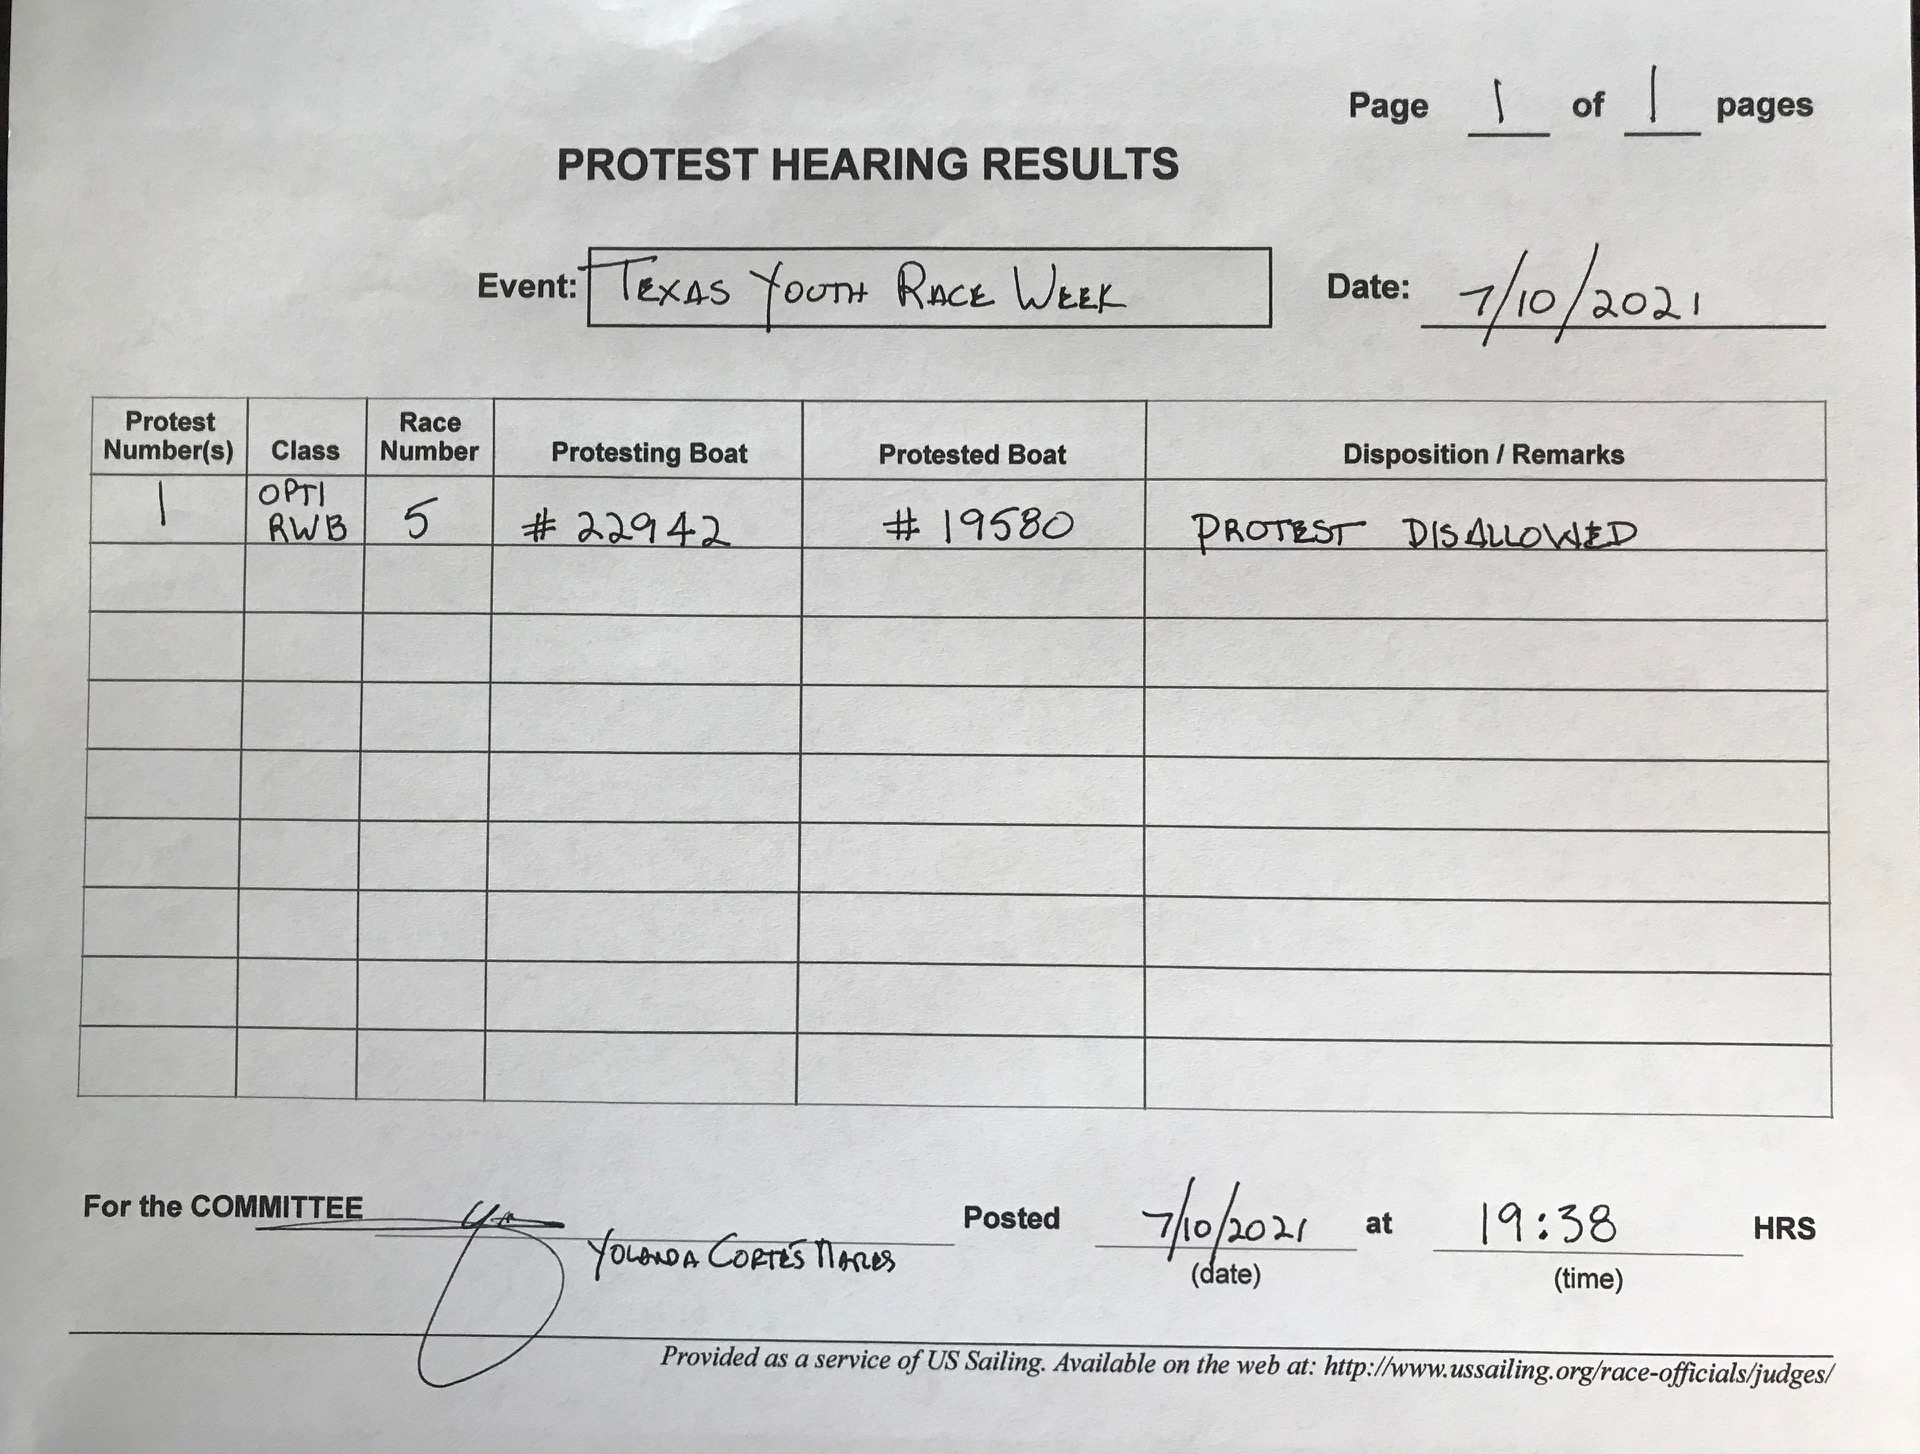 Page 1 of 1 pages
PROTEST HEARING RESULTS
Event: TEXAS YOUTH RACE WEEK Date: 7/10/2021
Protest Number(s) Class Race Number Protesting Boat Protested Boat Disposition / Remarks
1 OPTI RWB 5 # 22942 # 19580 PROTEST DISALLOWED
For the COMMITTEE Posted 7/10/2021 at 19:38 HRS
YOLANDA CORTÉS MARES (date) (time)
Provided as a service of US Sailing. Available on the web at: http://www.ussailing.org/race-officials/judges/